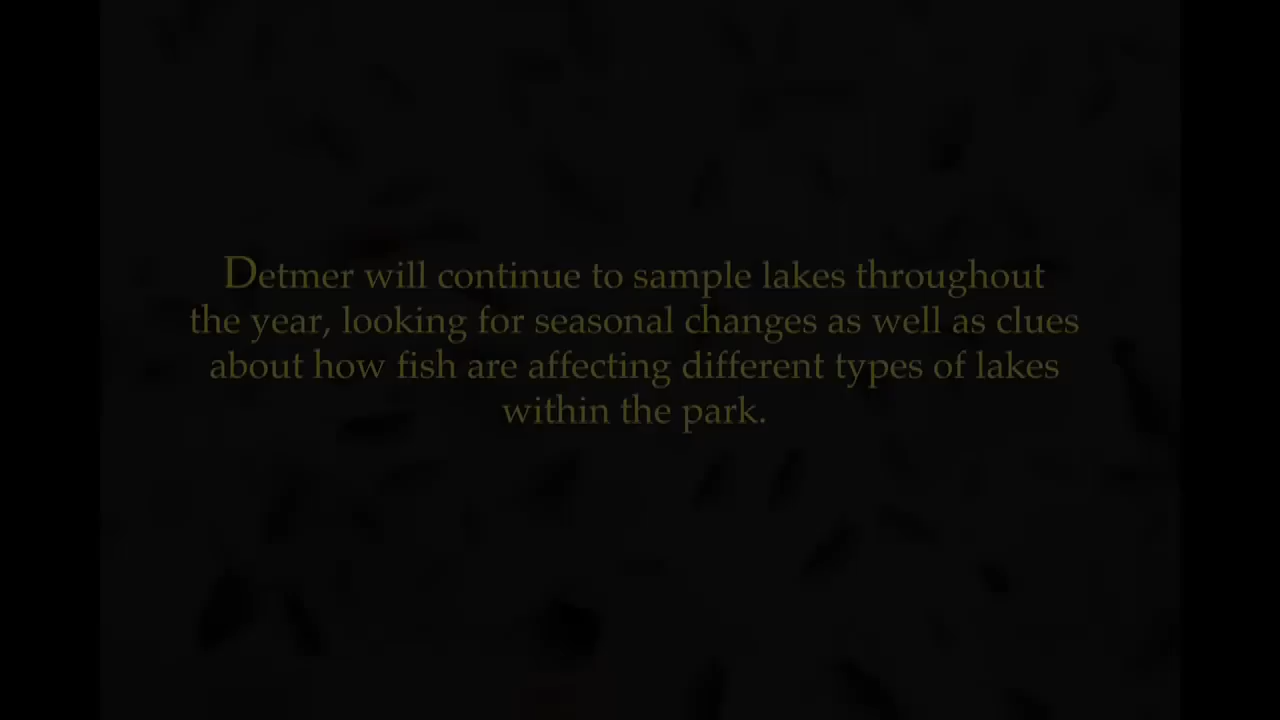 Detmer will continue to sample lakes throughout
the year, looking for seasonal changes as well as clues
about how fish are affecting different types of lakes
within the park.